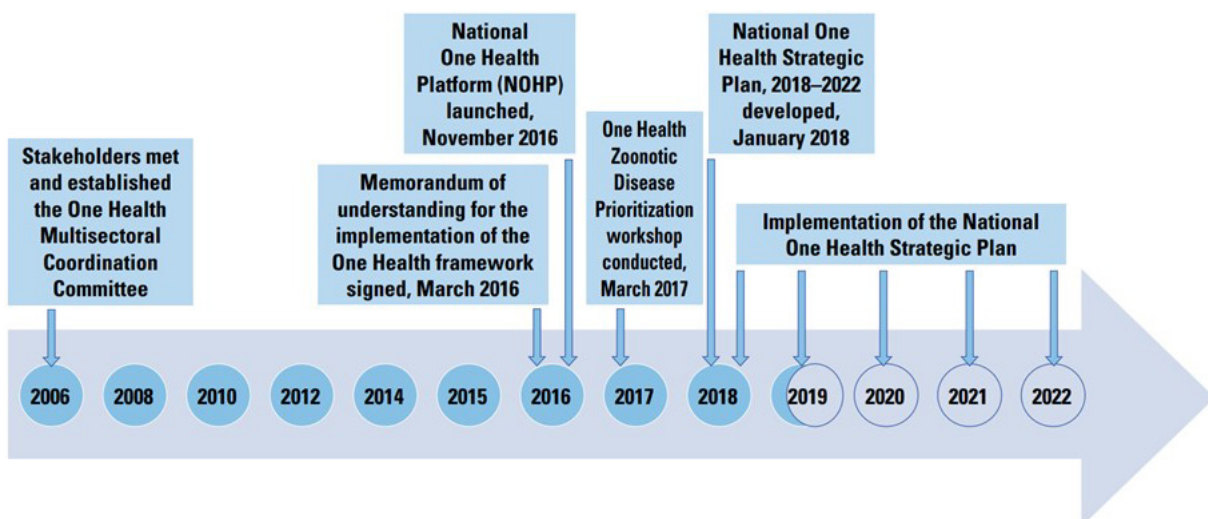 Stakeholders met
and established
the One Health
Multisectoral
Coordination
Committee
Memorandum of
understanding for the
implementation of the
One Health framework
signed, March 2016
National
One Health
Platform (NOHP)
launched,
November 2016
One Health
Zoonotic
Disease
Prioritization
workshop
conducted,
March 2017
National One
Health Strategic
Plan, 2018–2022
developed,
January 2018
Implementation of the National
One Health Strategic Plan
2006 2008 2010 2012 2014 2015 2016 2017 2018 2019 2020 2021 2022